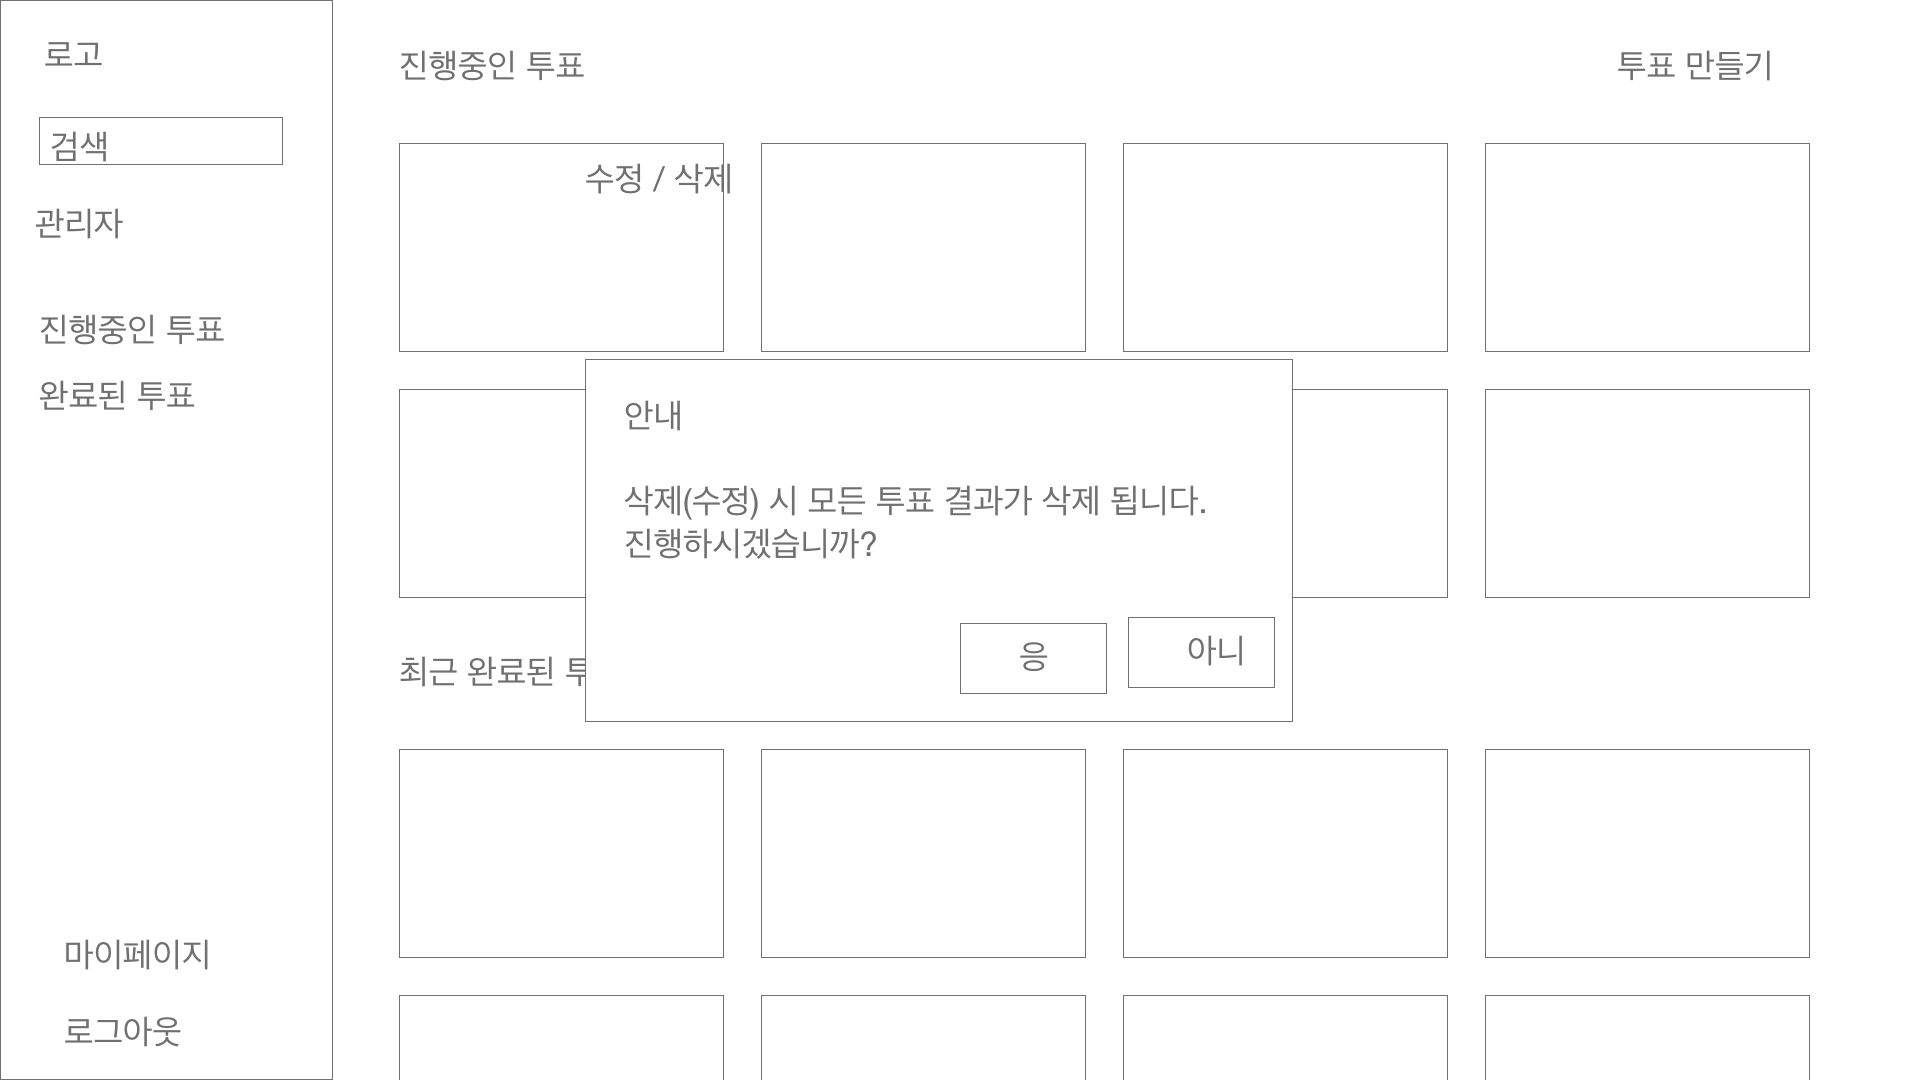 로고
검색
관리자
진행중인 투표
완료된 투표
마이페이지
로그아웃
진행중인 투표
투표 만들기
수정 / 삭제
안내
삭제(수정) 시 모든 투표 결과가 삭제 됩니다.
진행하시겠습니까?
응
아니
최근 완료된 투